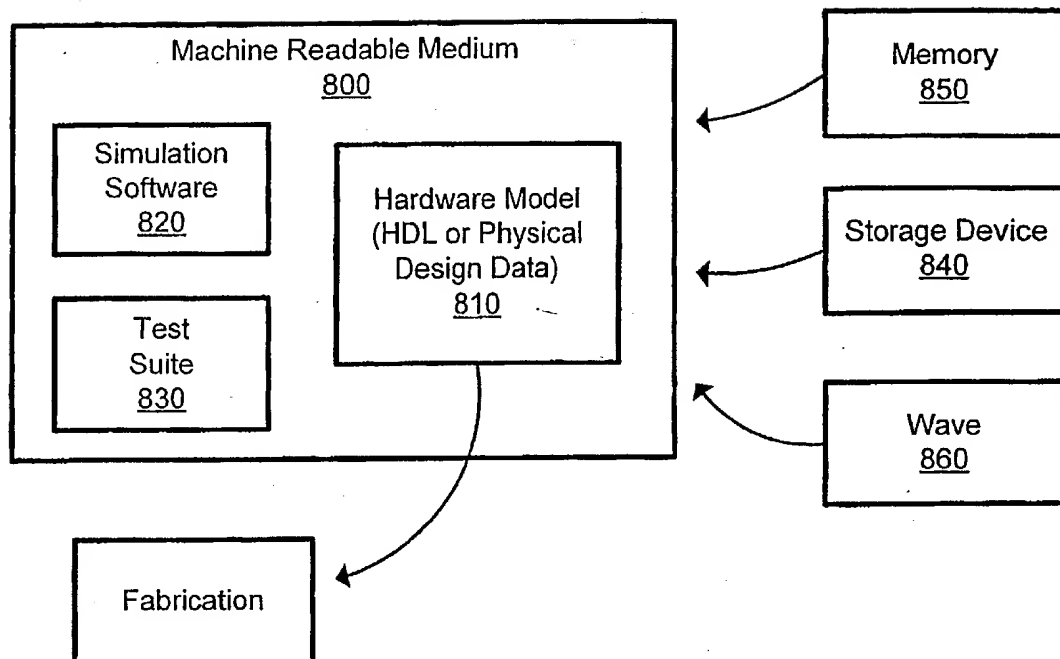 Machine Readable Medium
800
Simulation
Software
820
Test
Suite
830
Hardware Model
(HDL or Physical
Design Data)
810
Memory
850
Storage Device
840
Wave
860
Fabrication